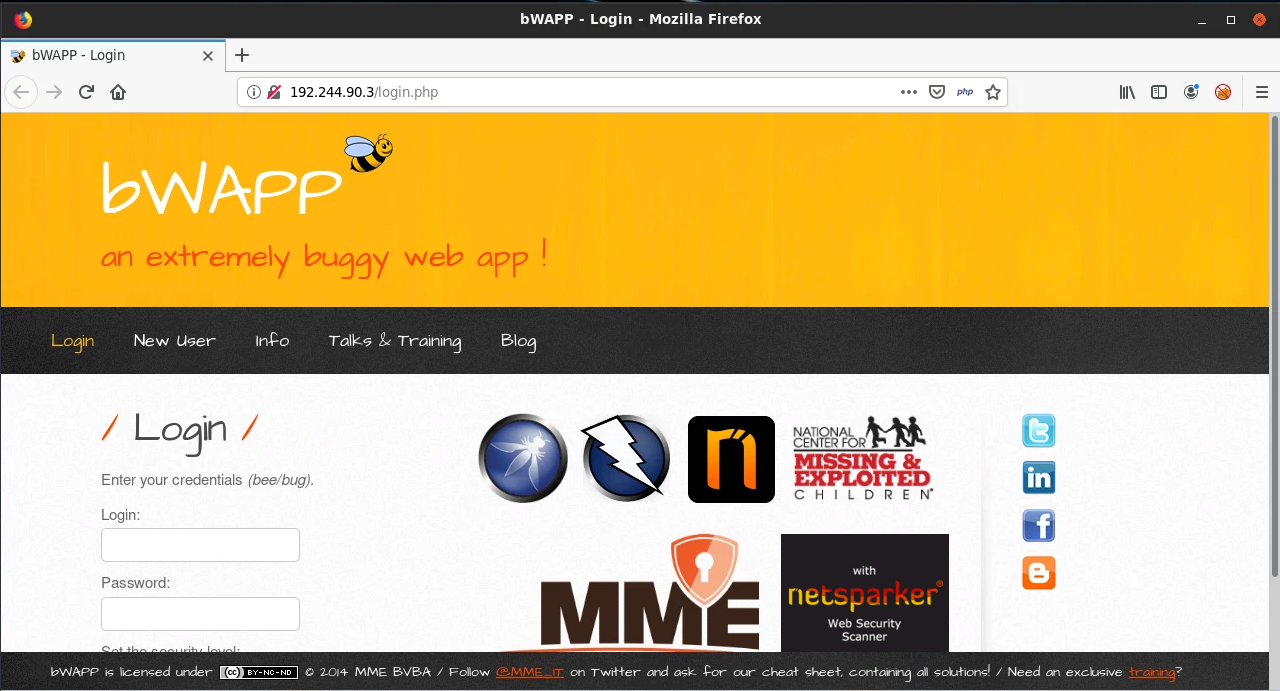 bWAPP - Login - Mozilla Firefox
bWAPP - Login
192.244.90.3/login.php
php
bWAPP
an extremely buggy web app !
Login
New User
Info
Talks & Training
Blog
/ Login /
Enter your credentials (bee/bug).
Login:
Password:
Set the security level:
NATIONAL
CENTER FOR
MISSING &
EXPLOITED
CHILDREN®
MME
with
netsparker®
Web Security
Scanner
bWAPP is licensed under (cc) BY-NC-ND © 2014 MME BVBA / Follow @MME_IT on Twitter and ask for our cheat sheet, containing all solutions! / Need an exclusive training?